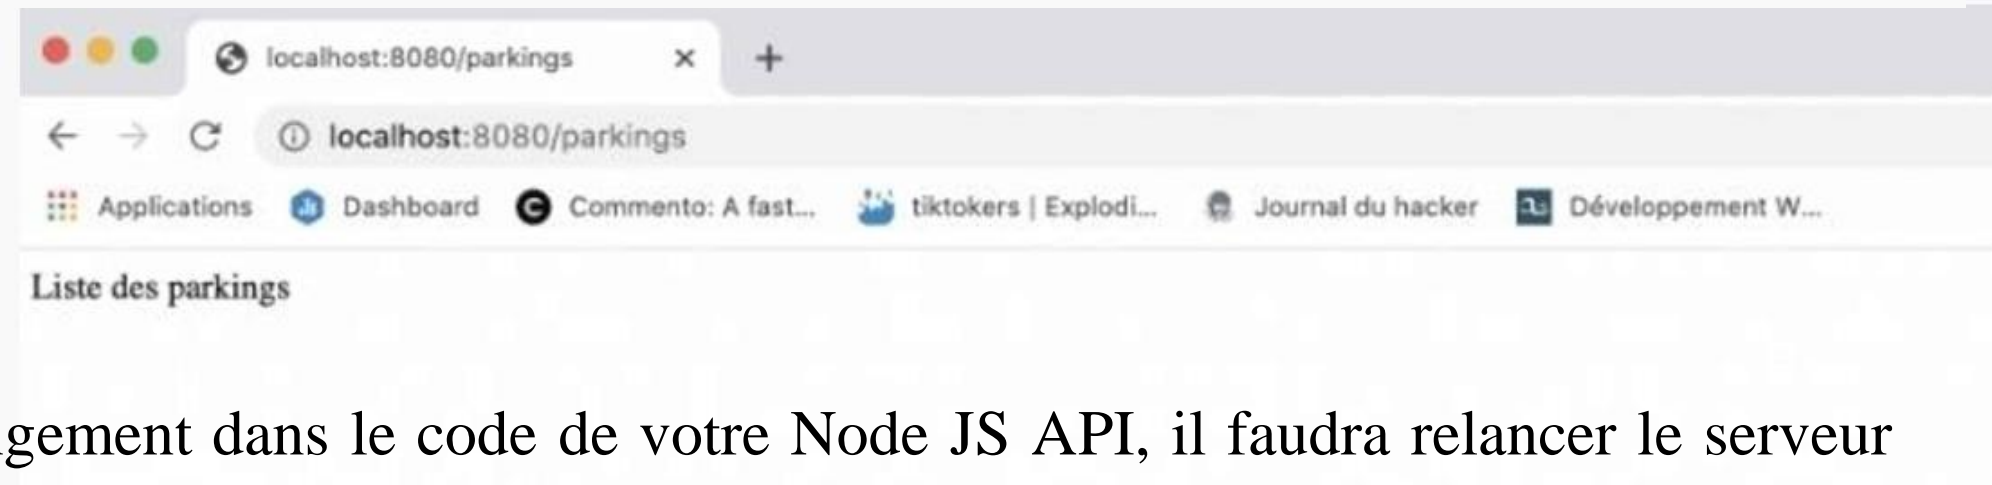 localhost:8080/parkings
localhost:8080/parkings
Applications Dashboard Commento: A fast... tiktokers | Explodi... Journal du hacker Développement W...
Liste des parkings
gement dans le code de votre Node JS API, il faudra relancer le serveur